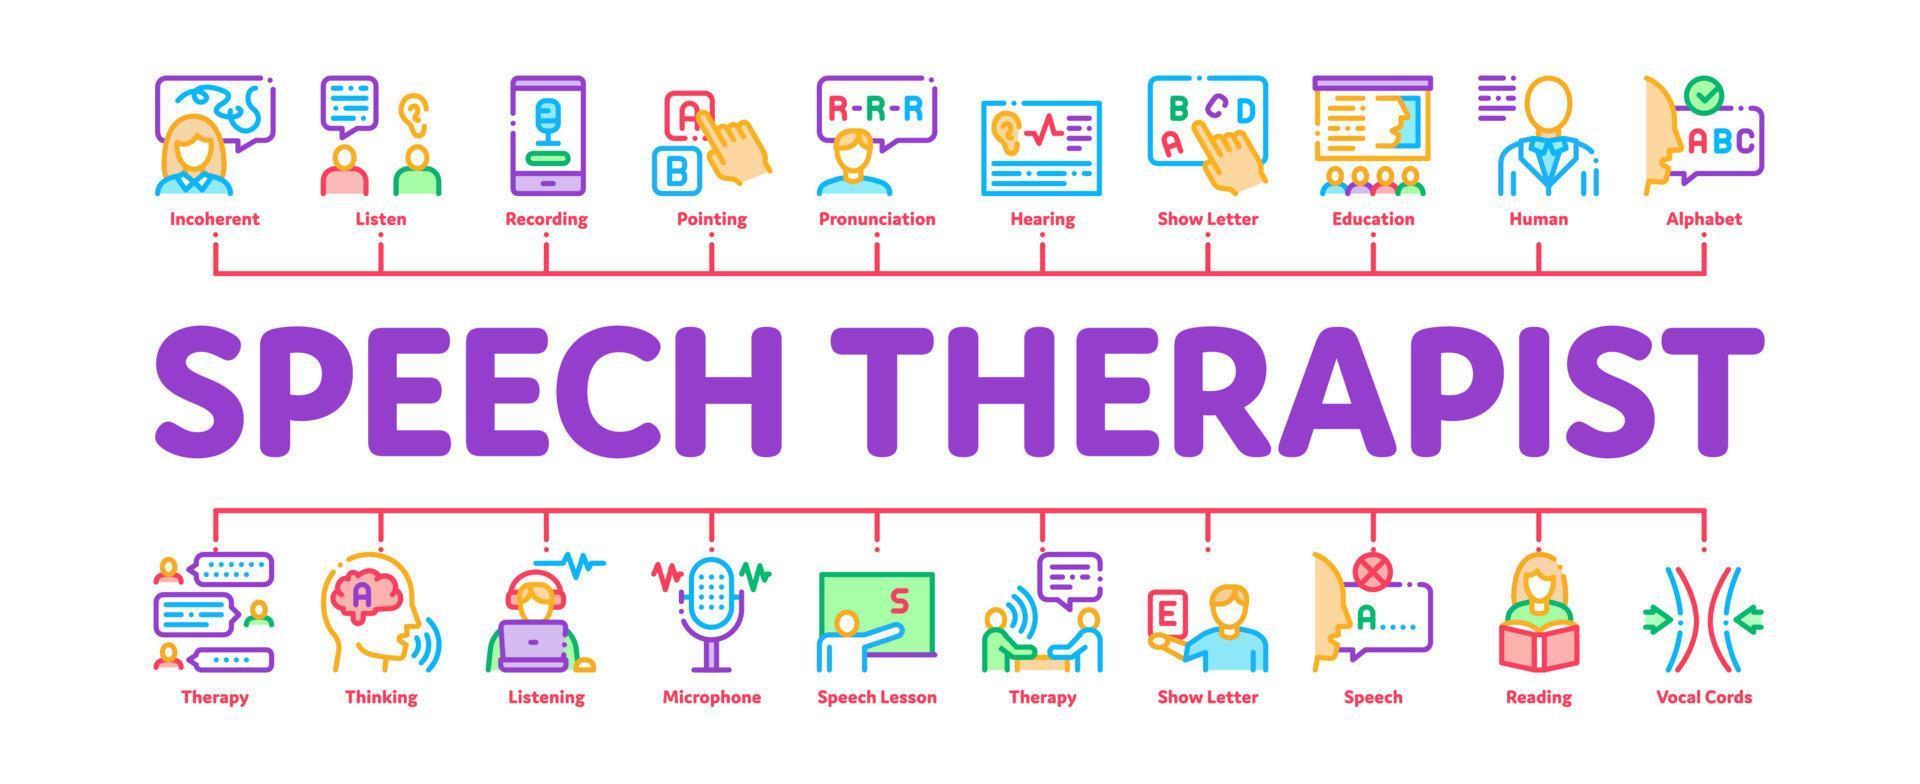 A
B
R-R-R
B C D
A
A B C
Incoherent Listen Recording Pointing Pronunciation Hearing Show Letter Education Human Alphabet
SPEECH THERAPIST
A
S
E
A....
Therapy Thinking Listening Microphone Speech Lesson Therapy Show Letter Speech Reading Vocal Cords